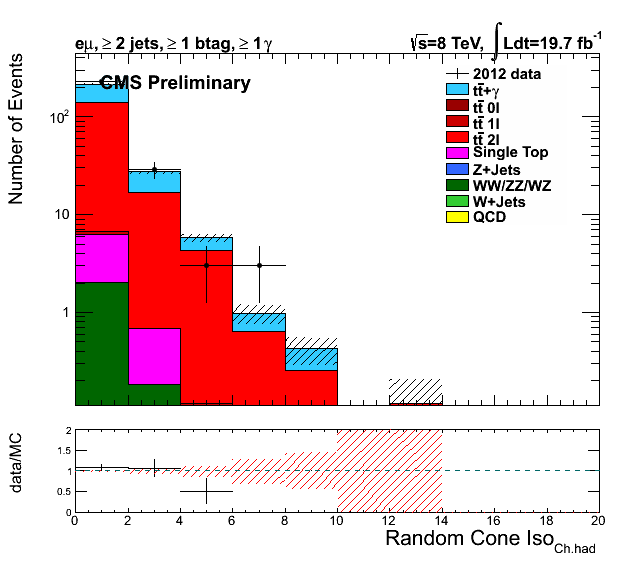 eμ, ≥ 2 jets, ≥ 1 btag, ≥ 1γ
√s=8 TeV, ∫ Ldt=19.7 fb⁻¹
CMS Preliminary
2012 data
tt̄+γ
tt̄ 0l
tt̄ 1l
tt̄ 2l
Single Top
Z+Jets
WW/ZZ/WZ
W+Jets
QCD
Number of Events
10²
10
1
data/MC
2
1.5
1
0.5
0
0 2 4 6 8 10 12 14 16 18 20
Random Cone Iso Ch.had